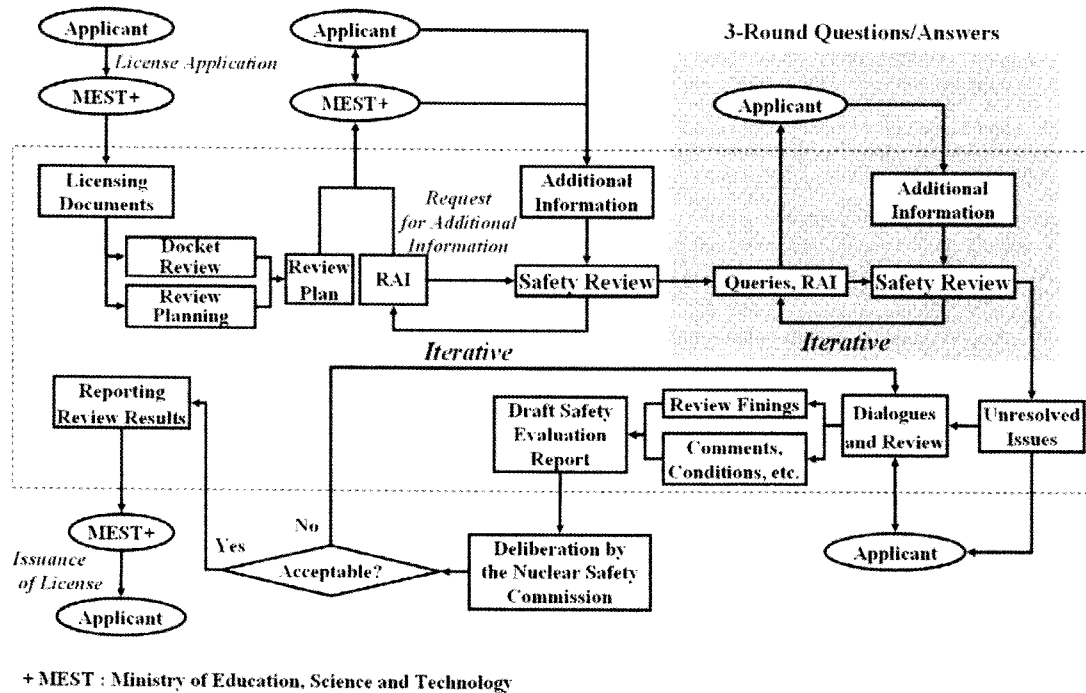 Applicant
License Application
MEST+
Applicant
MEST+
3-Round Questions/Answers
Applicant
Licensing
Documents
Docket
Review
Review
Planning
Review
Plan
RAI
Request
for Additional
Information
Additional
Information
Safety Review
Iterative
Queries, RAI
Additional
Information
Safety Review
Iterative
Reporting
Review Results
Draft Safety
Evaluation
Report
Review Finings
Comments,
Conditions, etc.
Dialogues
and Review
Unresolved
Issues
MEST+
Issuance
of License
Applicant
Yes
No
Acceptable?
Deliberation by
the Nuclear Safety
Commission
Applicant
+ MEST : Ministry of Education, Science and Technology